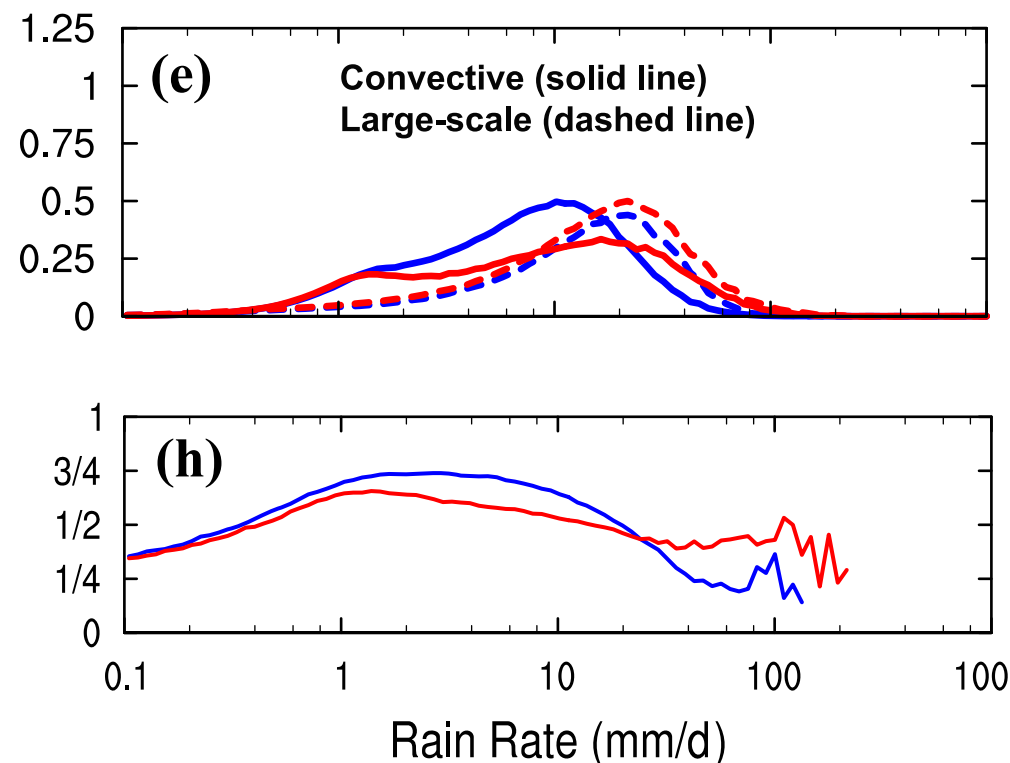 1.25
(e)
Convective (solid line)
1
Large-scale (dashed line)
0.75
0.5
0.25
0
1
(h)
3/4
1/2
1/4
0
0.1 1 10 100 100
Rain Rate (mm/d)